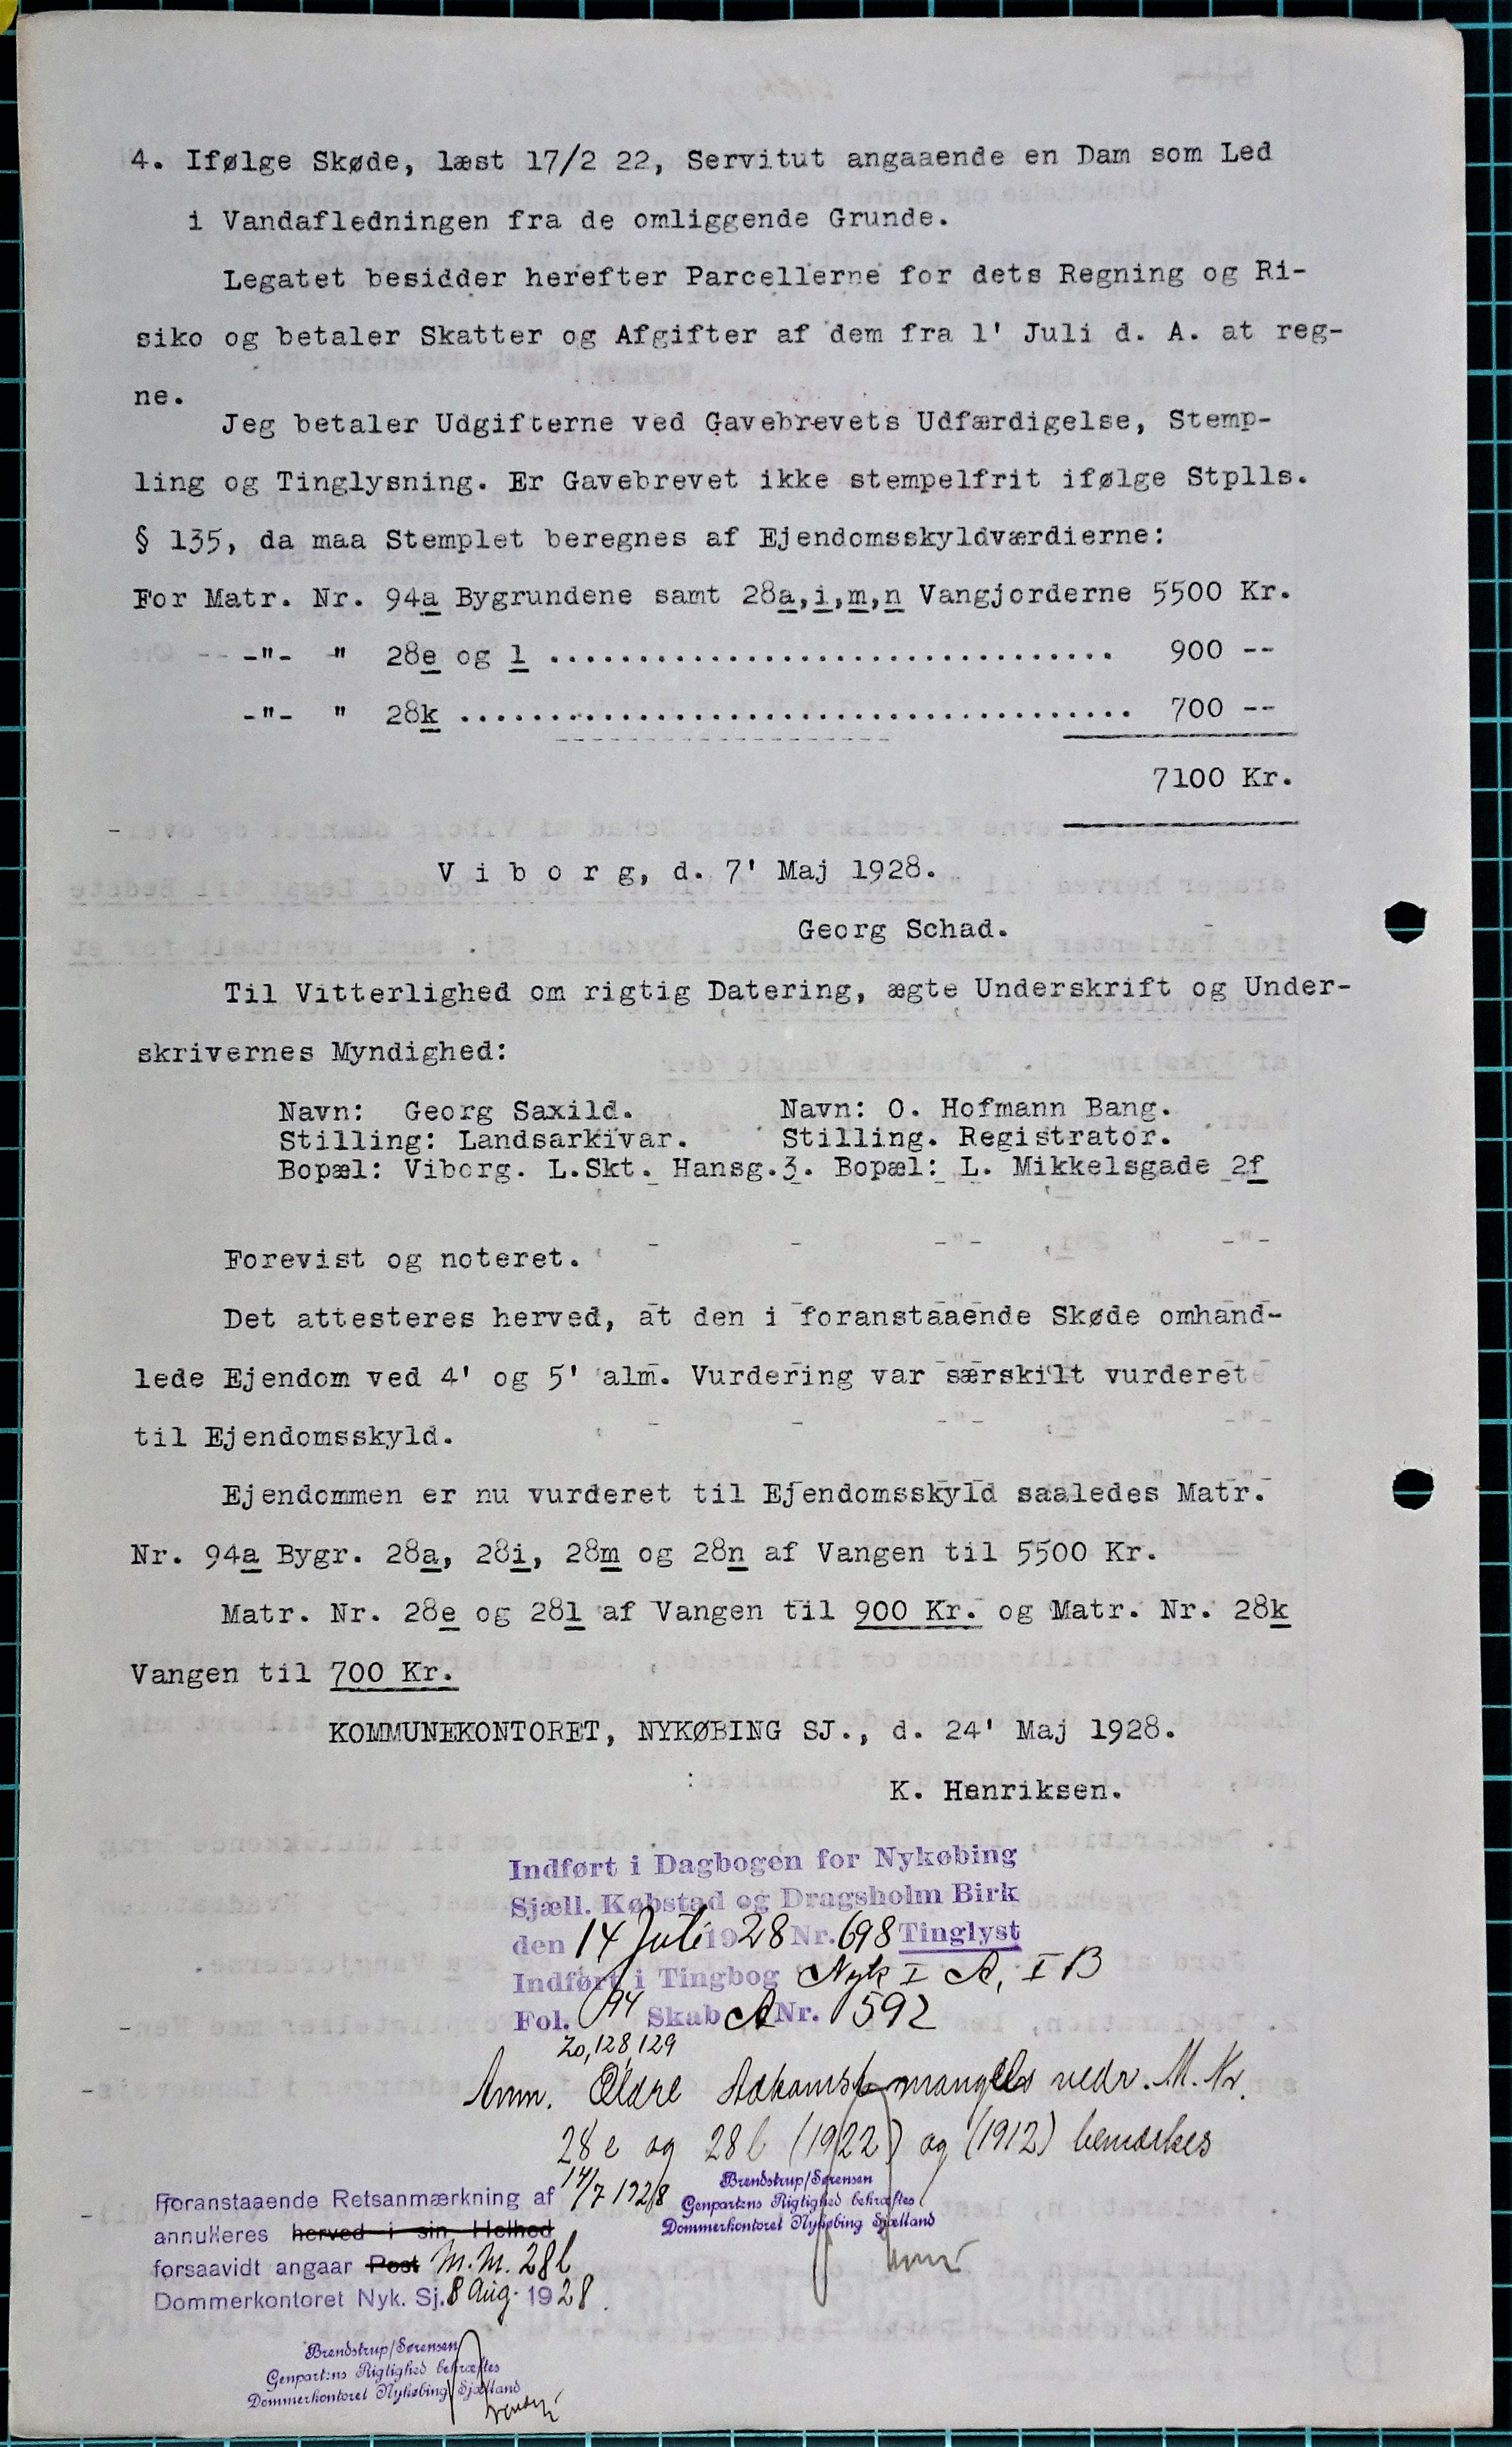 4. Ifølge Skøde, læst 17/2 22, Servitut angaaende en Dam som Led
i Vandafledningen fra de omliggende Grunde.
Legatet besidder herefter Parcellerne for dets Regning og Ri-
siko og betaler Skatter og Afgifter af dem fra 1' Juli d. A. at reg-
ne.
Jeg betaler Udgifterne ved Gavebrevets Udfærdigelse, Stemp-
ling og Tinglysning. Er Gavebrevet ikke stempelfrit ifølge Stplls.
§ 135, da maa Stemplet beregnes af Ejendomsskyldværdierne:
For Matr. Nr. 94a Bygrundene samt 28a,i,m,n Vangjorderne 5500 Kr.
-"- " 28e og l ................................ 900 --
-"- " 28k ...................................... 700 --
7100 Kr.
V i b o r g, d. 7' Maj 1928.
Georg Schad.
Til Vitterlighed om rigtig Datering, ægte Underskrift og Under-
skrivernes Myndighed:
Navn: Georg Saxild. Navn: O. Hofmann Bang.
Stilling: Landsarkivar. Stilling. Registrator.
Bopæl: Viborg. L.Skt. Hansg.3. Bopæl: L. Mikkelsgade 2f
Forevist og noteret.
Det attesteres herved, at den i foranstaaende Skøde omhand-
lede Ejendom ved 4' og 5' alm. Vurdering var særskilt vurderet
til Ejendomsskyld.
Ejendommen er nu vurderet til Ejendomsskyld saaledes Matr.
Nr. 94a Bygr. 28a, 28i, 28m og 28n af Vangen til 5500 Kr.
Matr. Nr. 28e og 28l af Vangen til 900 Kr. og Matr. Nr. 28k
Vangen til 700 Kr.
KOMMUNEKONTORET, NYKØBING SJ., d. 24' Maj 1928.
K. Henriksen.
Indført i Dagbogen for Nykøbing
Sjæll. Købstad og Dragsholm Birk
den 14 Juli 1928 Nr. 698 Tinglyst
Indført i Tingbog Nyk I A, I B
Fol. 94 Skab A Nr. 592
20, 128, 129
Anm. Ældre Adkomstmangels vedr. M. Nr.
28e og 28l (1922) og (1912) bemærkes
Foranstaaende Retsanmærkning af 14/7 1928
annulleres herved i sin Helhed
forsaavidt angaar Post M.N. 28l
Dommerkontoret Nyk. Sj. 8 Aug. 1928.
Brendstrup/Sørensen
Genpartens Rigtighed bekræftes
Dommerkontoret Nykøbing Sjælland
Brendstrup/Sørensen
Genpartens Rigtighed bekræftes
Dommerkontoret Nykøbing Sjælland